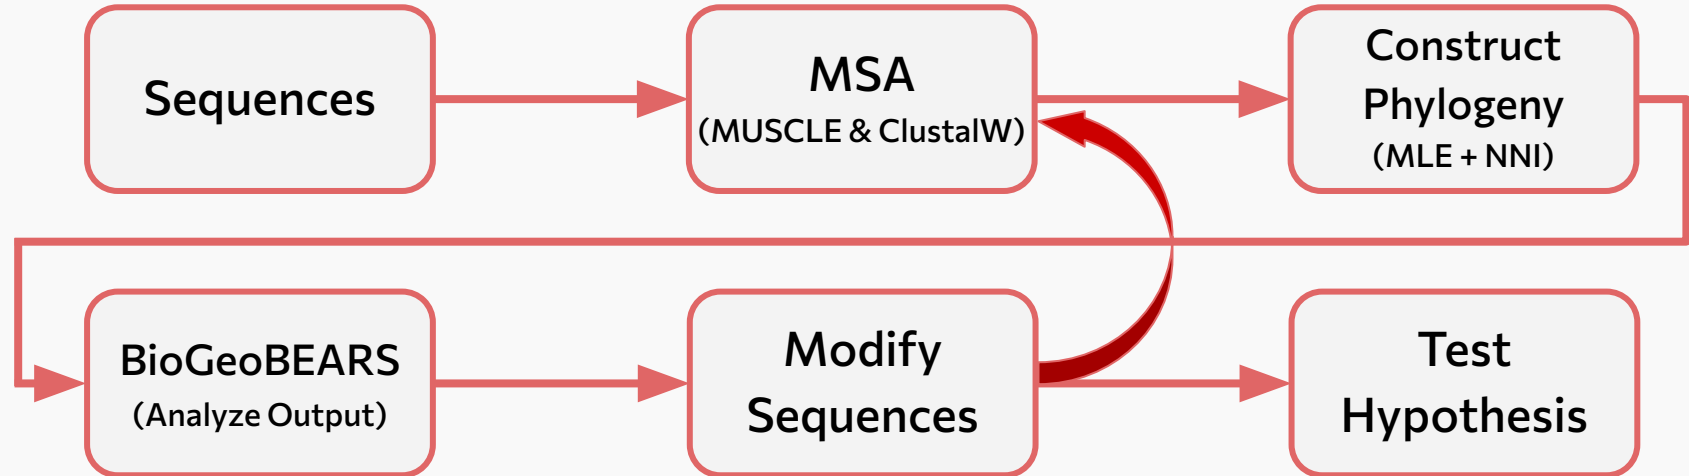 Sequences
MSA
(MUSCLE & ClustalW)
Construct
Phylogeny
(MLE + NNI)
BioGeoBEARS
(Analyze Output)
Modify
Sequences
Test
Hypothesis